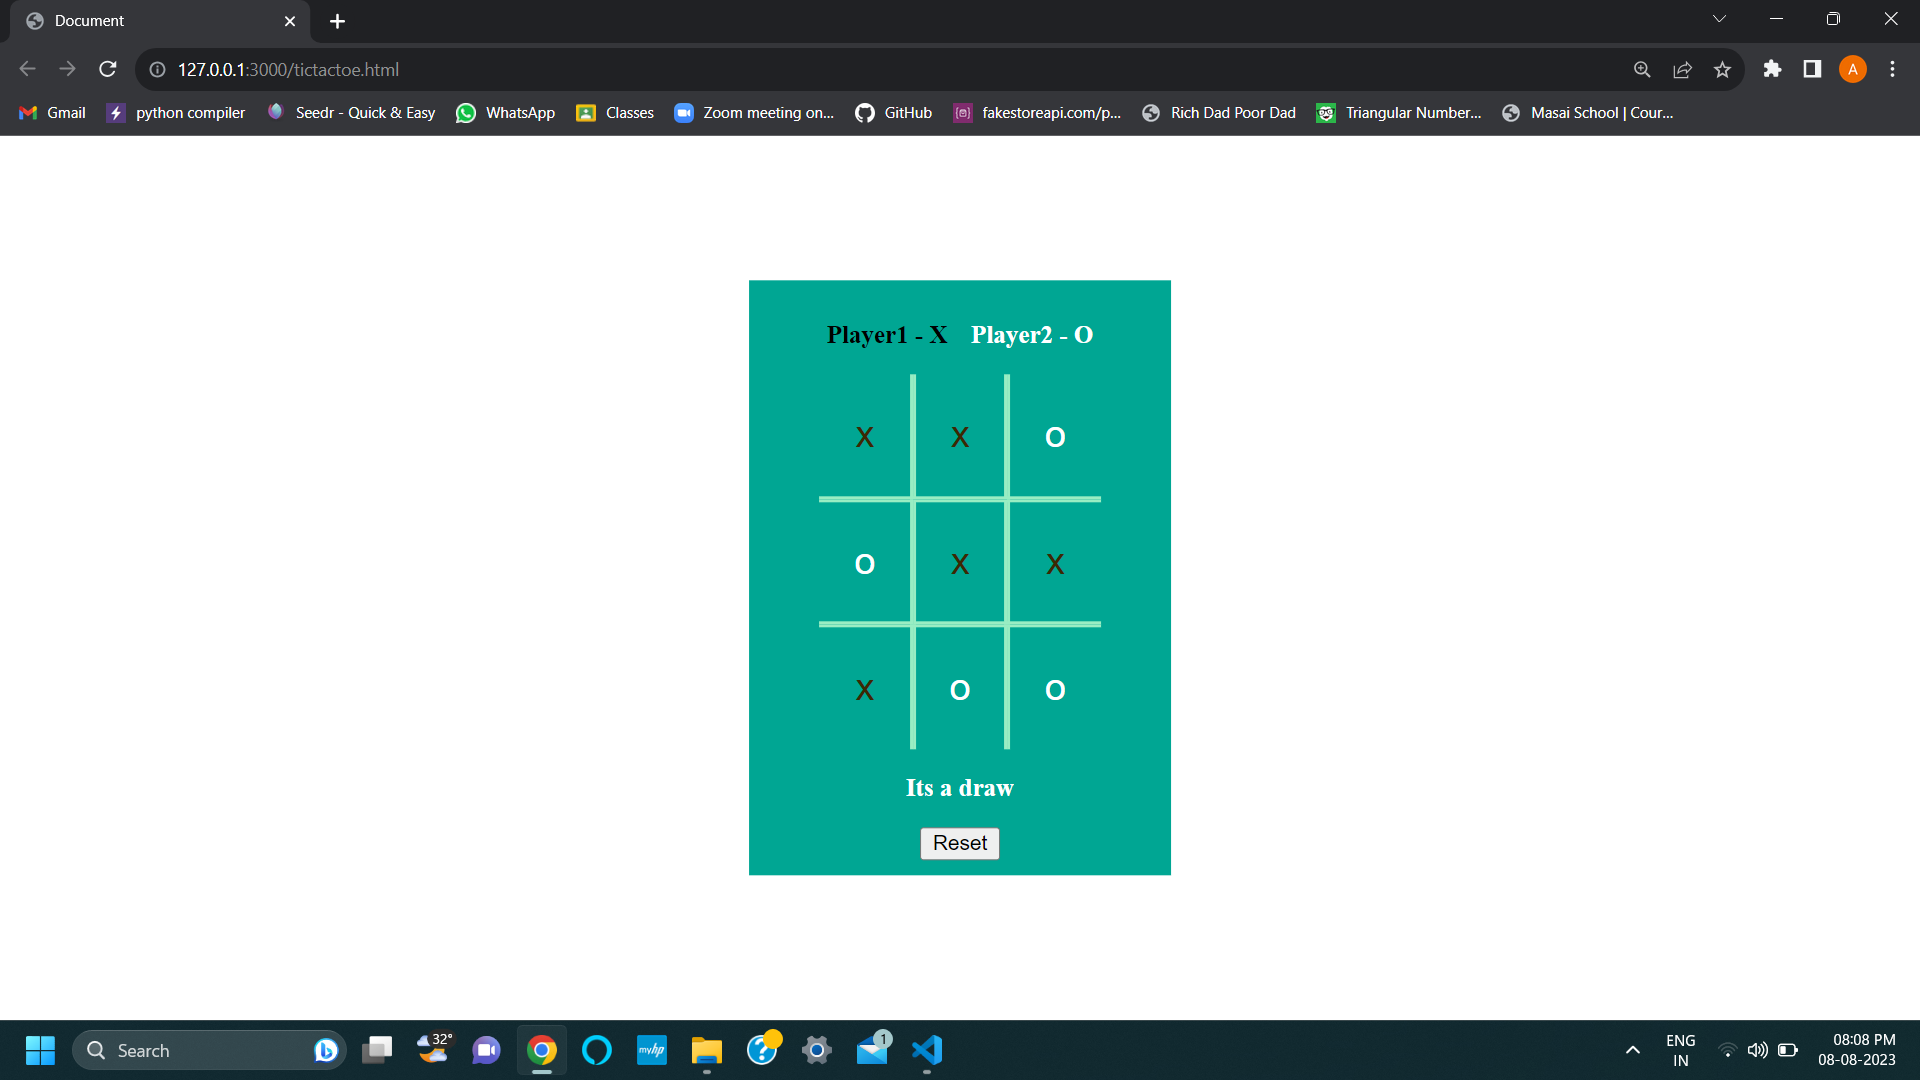 Document
127.0.0.1:3000/tictactoe.html
A
Gmail python compiler Seedr - Quick & Easy WhatsApp Classes Zoom meeting on... GitHub fakestoreapi.com/p... Rich Dad Poor Dad Triangular Number... Masai School | Cour...
Player1 - X Player2 - O
X X O
O X X
X O O
Its a draw
Reset
Search 32° myhp 1 ENG IN 08:08 PM
08-08-2023